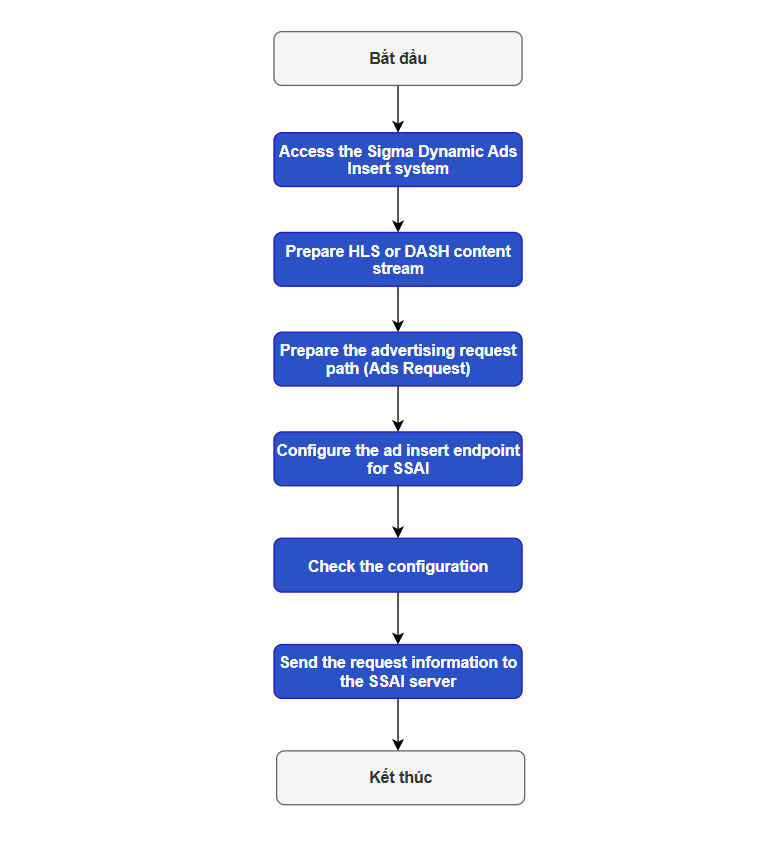 Bắt đầu
Access the Sigma Dynamic Ads
Insert system
Prepare HLS or DASH content
stream
Prepare the advertising request
path (Ads Request)
Configure the ad insert endpoint
for SSAI
Check the configuration
Send the request information to
the SSAI server
Kết thúc